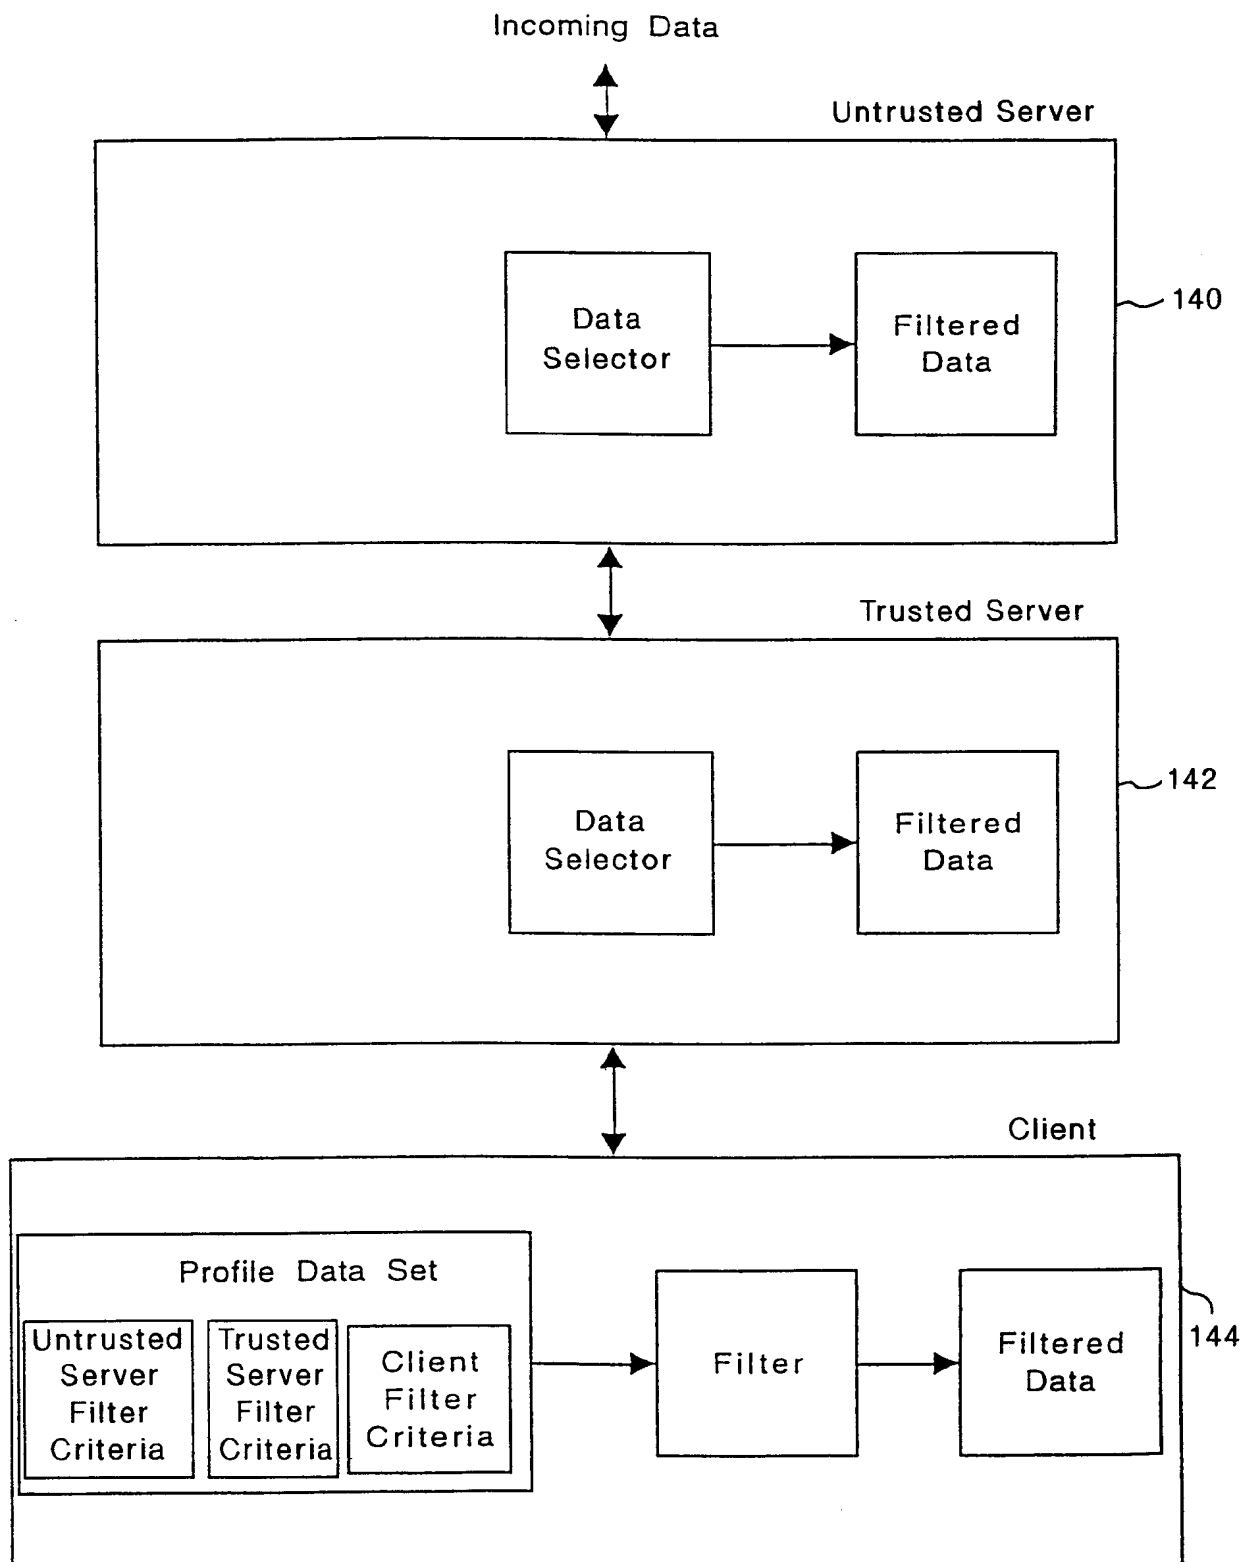 Incoming Data
Untrusted Server
Data
Selector
Filtered
Data
140
Trusted Server
Data
Selector
Filtered
Data
142
Client
Profile Data Set
Untrusted
Server
Filter
Criteria
Trusted
Server
Filter
Criteria
Client
Filter
Criteria
Filter
Filtered
Data
144